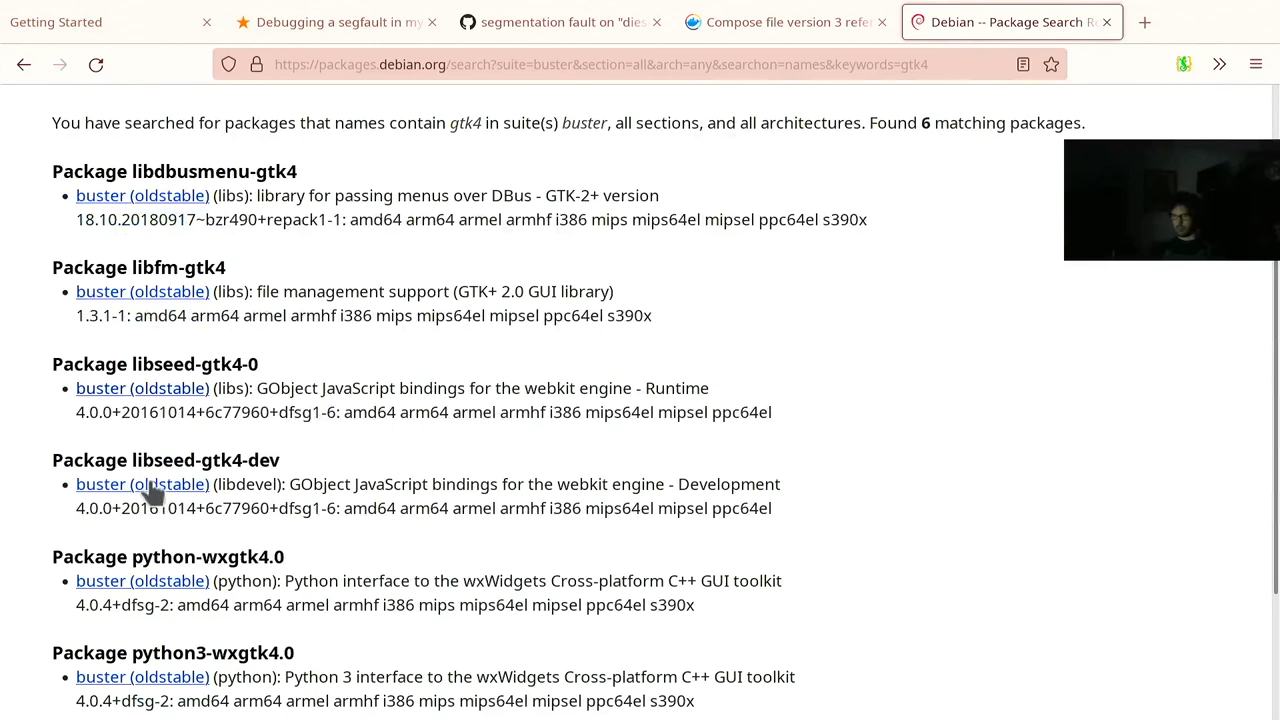 Getting Started
Debugging a segfault in my
segmentation fault on "dies
Compose file version 3 refer
Debian -- Package Search Re
https://packages.debian.org/search?suite=buster&section=all&arch=any&searchon=names&keywords=gtk4
You have searched for packages that names contain gtk4 in suite(s) buster, all sections, and all architectures. Found 6 matching packages.
Package libdbusmenu-gtk4
buster (oldstable) (libs): library for passing menus over DBus - GTK-2+ version
18.10.20180917~bzr490+repack1-1: amd64 arm64 armel armhf i386 mips mips64el mipsel ppc64el s390x
Package libfm-gtk4
buster (oldstable) (libs): file management support (GTK+ 2.0 GUI library)
1.3.1-1: amd64 arm64 armel armhf i386 mips mips64el mipsel ppc64el s390x
Package libseed-gtk4-0
buster (oldstable) (libs): GObject JavaScript bindings for the webkit engine - Runtime
4.0.0+20161014+6c77960+dfsg1-6: amd64 arm64 armel armhf i386 mips64el mipsel ppc64el
Package libseed-gtk4-dev
buster (oldstable) (libdevel): GObject JavaScript bindings for the webkit engine - Development
4.0.0+20161014+6c77960+dfsg1-6: amd64 arm64 armel armhf i386 mips64el mipsel ppc64el
Package python-wxgtk4.0
buster (oldstable) (python): Python interface to the wxWidgets Cross-platform C++ GUI toolkit
4.0.4+dfsg-2: amd64 arm64 armel armhf i386 mips mips64el mipsel ppc64el s390x
Package python3-wxgtk4.0
buster (oldstable) (python): Python 3 interface to the wxWidgets Cross-platform C++ GUI toolkit
4.0.4+dfsg-2: amd64 arm64 armel armhf i386 mips mips64el mipsel ppc64el s390x